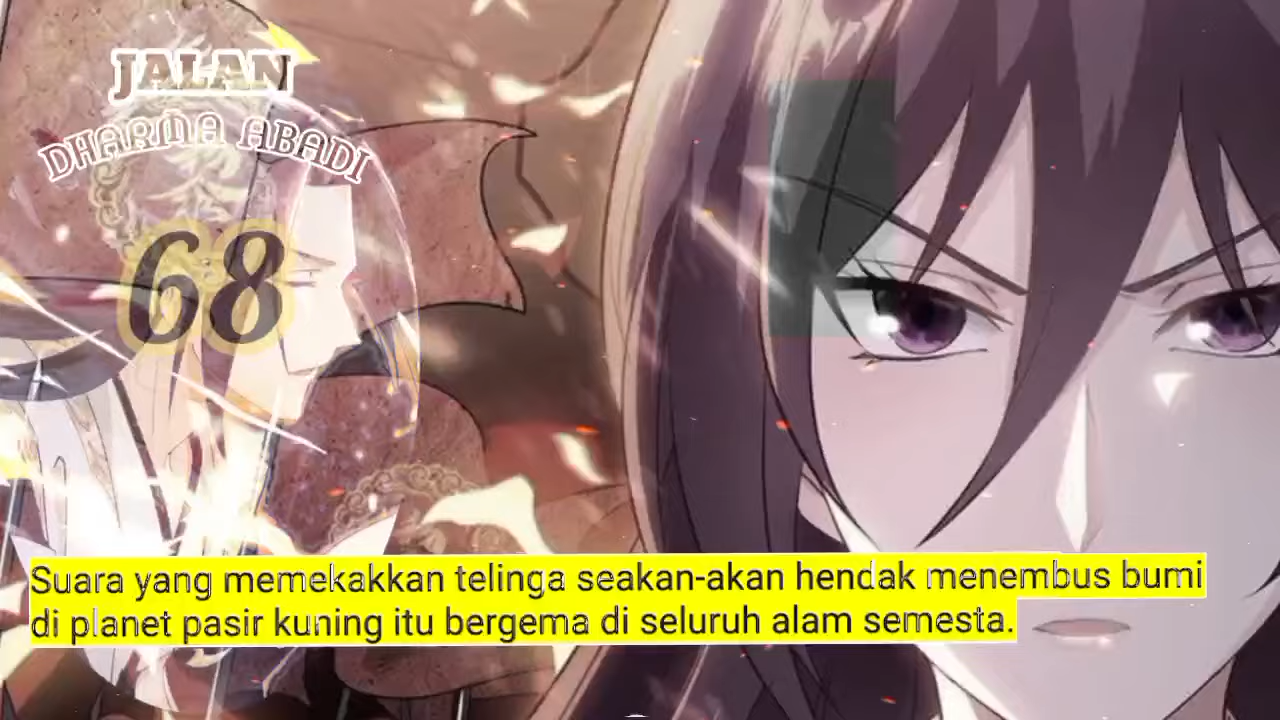 JALAN
DHARMA ABADI
68
Suara yang memekakkan telinga seakan-akan hendak menembus bumi
di planet pasir kuning itu bergema di seluruh alam semesta.